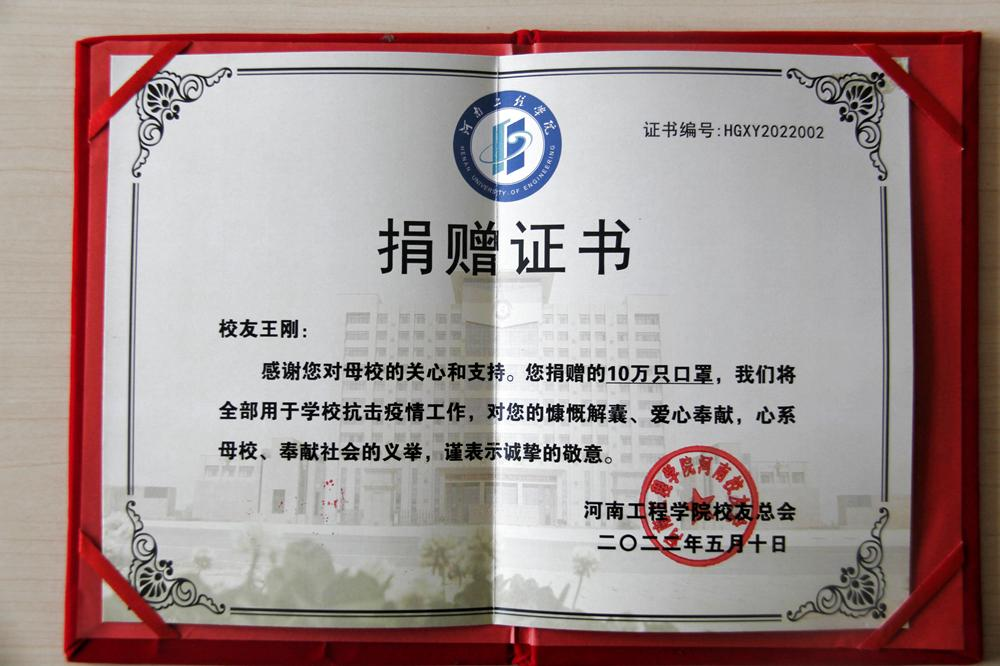 河南工程学院
HENAN UNIVERSITY OF ENGINEERING
证书编号:HGXY2022002
捐赠证书
校友王刚:
感谢您对母校的关心和支持。您捐赠的10万只口罩，我们将
全部用于学校抗击疫情工作，对您的慷慨解囊、爱心奉献，心系
母校、奉献社会的义举，谨表示诚挚的敬意。
河南工程学院校友总会
二〇二二年五月十日